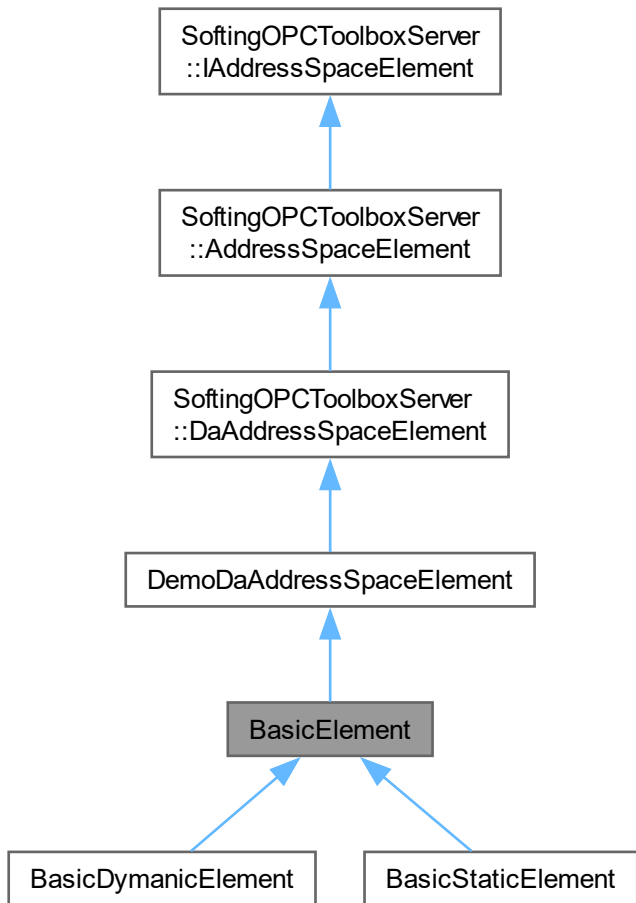 SoftingOPCToolboxServer
::IAddressSpaceElement
SoftingOPCToolboxServer
::AddressSpaceElement
SoftingOPCToolboxServer
::DaAddressSpaceElement
DemoDaAddressSpaceElement
BasicElement
BasicDymanicElement
BasicStaticElement